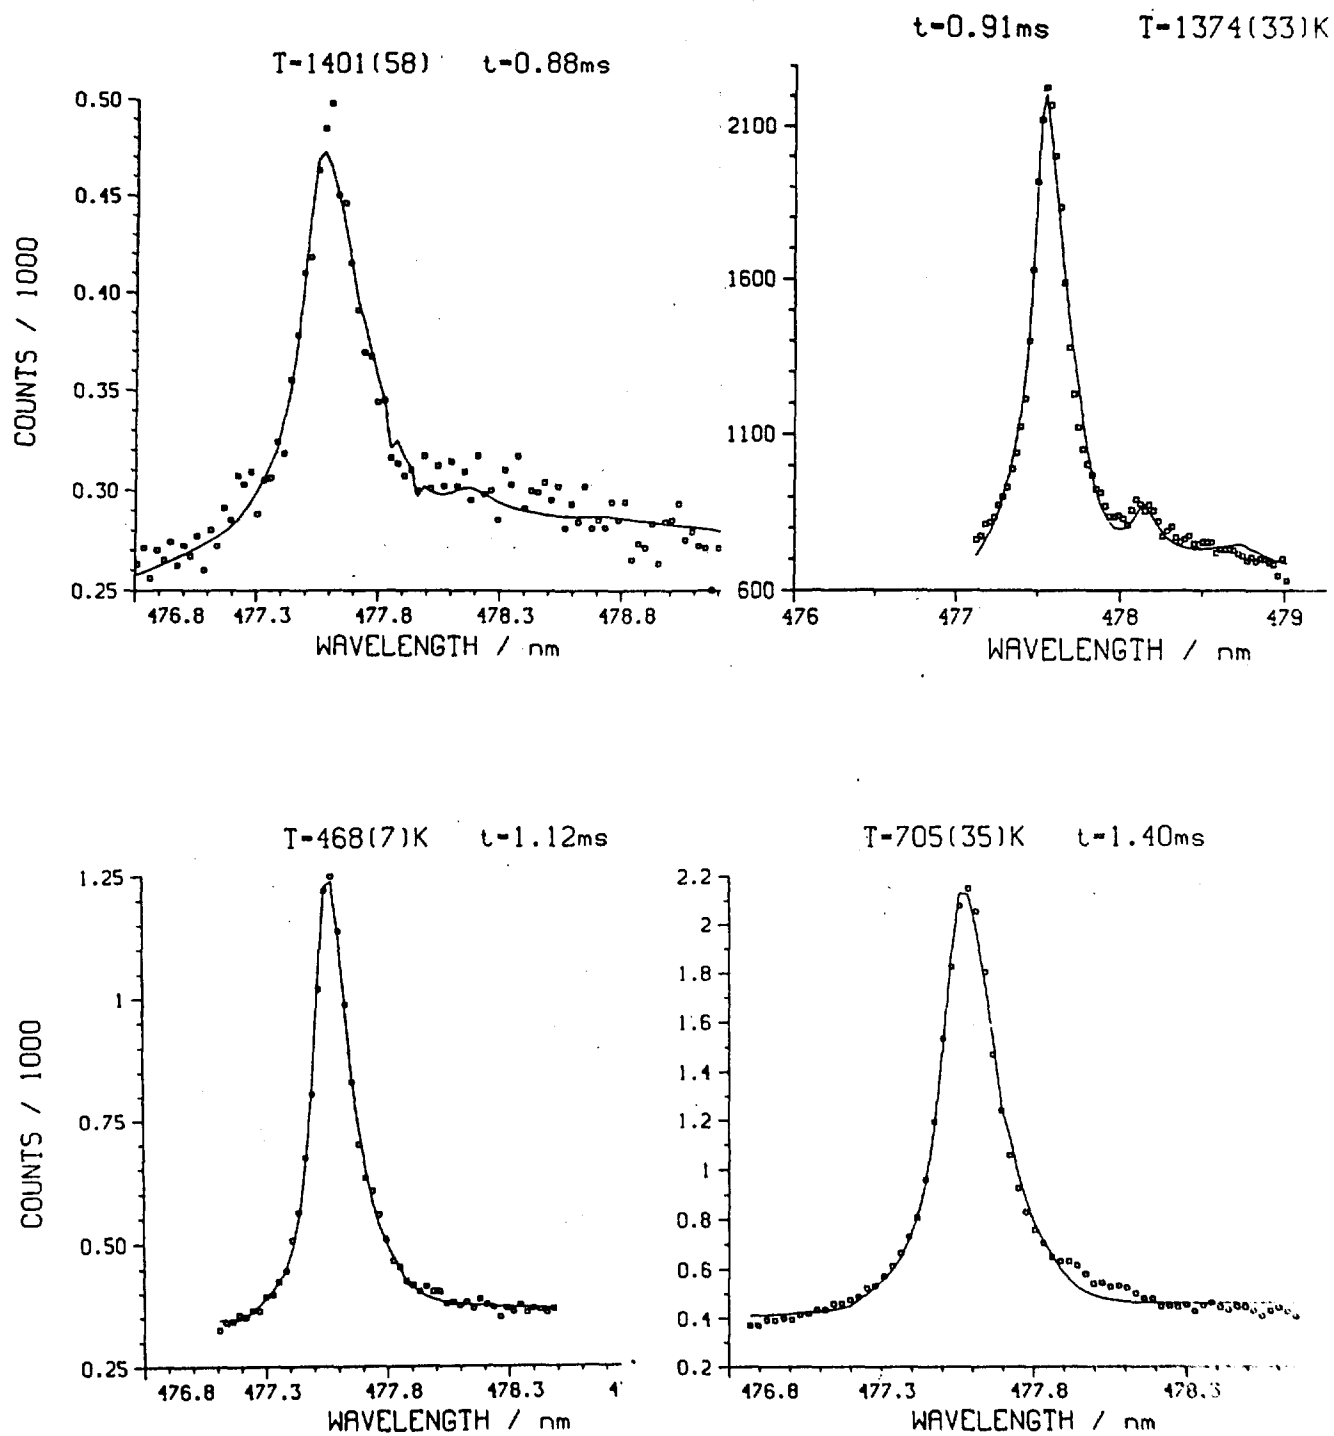 T=1401(58) t=0.88ms
0.50
0.45
0.40
0.35
0.30
0.25
COUNTS / 1000
476.8 477.3 477.8 478.3 478.8
WAVELENGTH / nm
t=0.91ms T=1374(33)K
2100
1600
1100
600
476 477 478 479
WAVELENGTH / nm
T=468(7)K t=1.12ms
1.25
1
0.75
0.50
0.25
COUNTS / 1000
476.8 477.3 477.8 478.3
WAVELENGTH / nm
T=705(35)K t=1.40ms
2.2
2
1.8
1.6
1.4
1.2
1
0.8
0.6
0.4
0.2
476.8 477.3 477.8 478.3
WAVELENGTH / nm